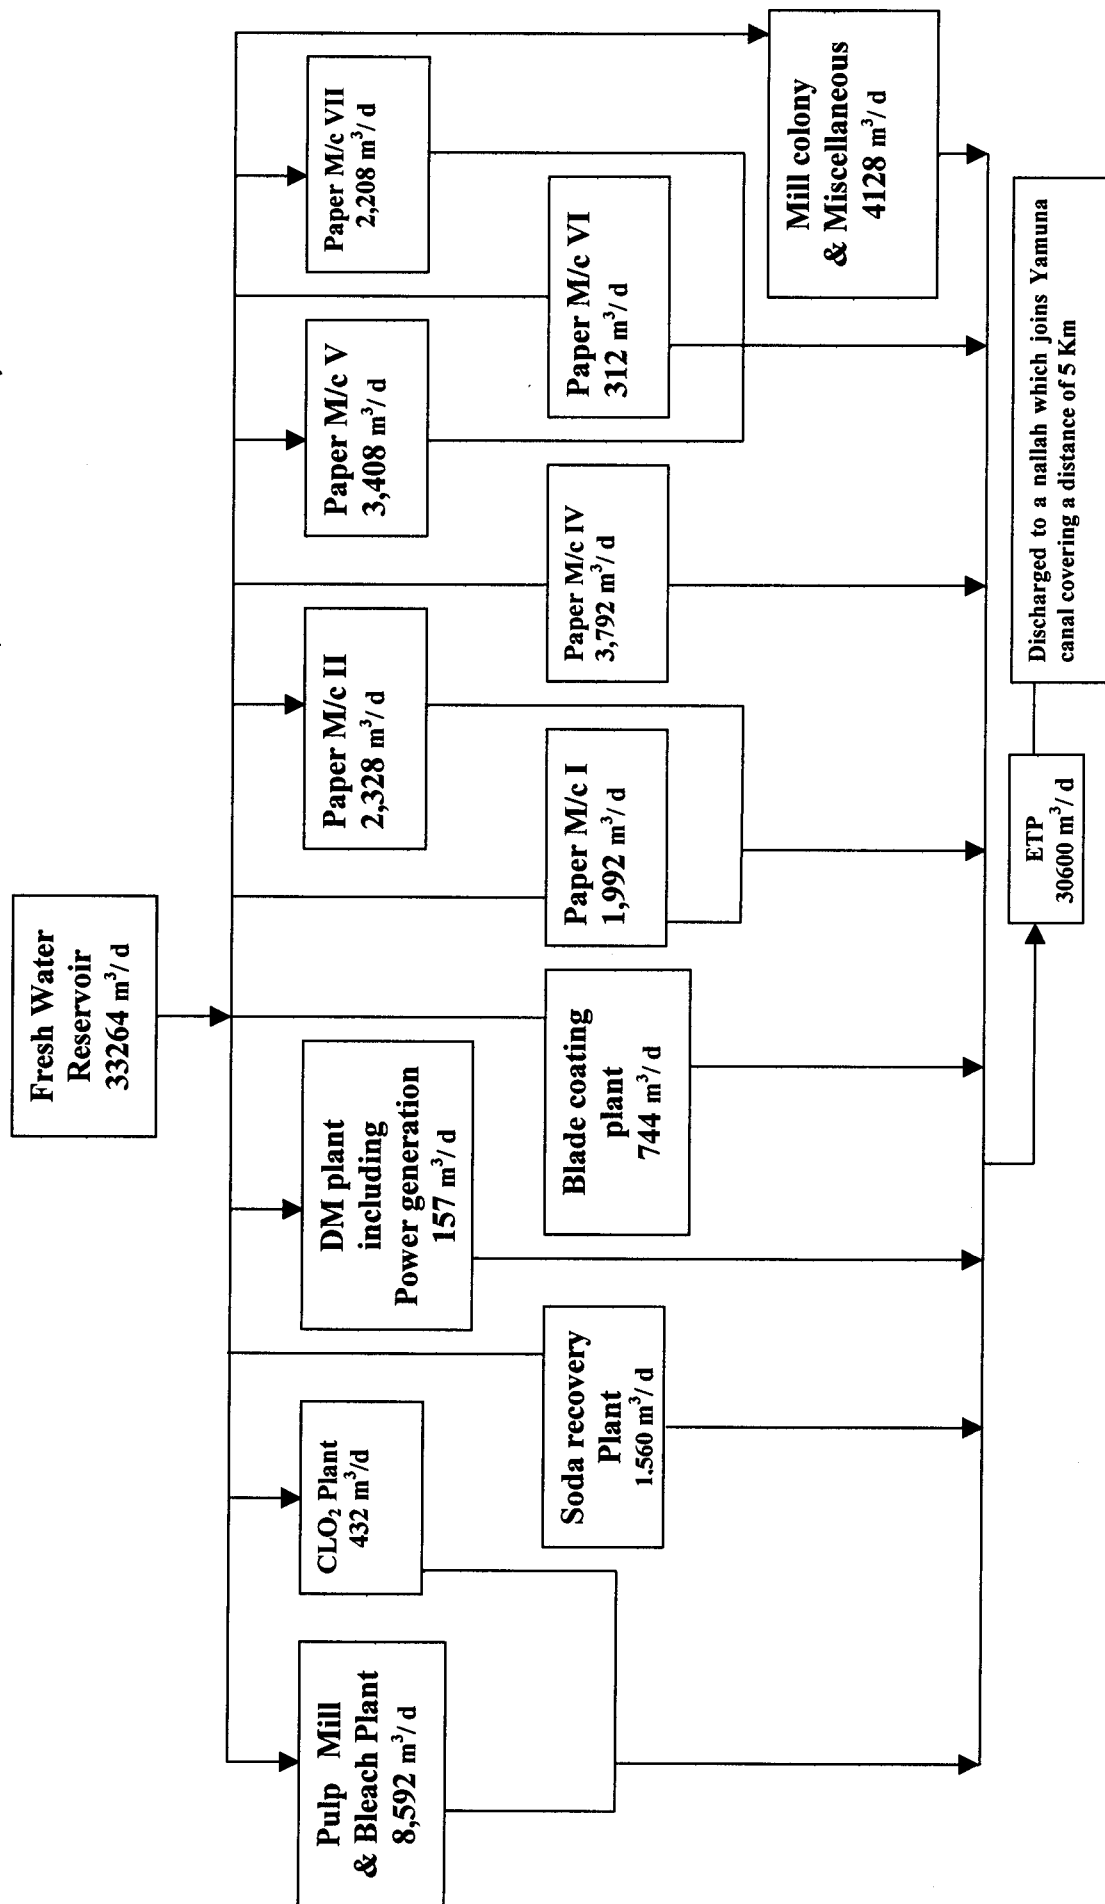 Fresh Water
Reservoir
33264 m³/ d
Pulp Mill
& Bleach Plant
8,592 m³/ d
CLO₂ Plant
432 m³/d
DM plant
including
Power generation
157 m³/ d
Paper M/c II
2,328 m³/ d
Paper M/c V
3,408 m³/ d
Paper M/c VII
2,208 m³/ d
Soda recovery
Plant
1.560 m³/ d
Blade coating
plant
744 m³/ d
Paper M/c I
1,992 m³/ d
Paper M/c IV
3,792 m³/ d
Paper M/c VI
312 m³/ d
Mill colony
& Miscellaneous
4128 m³/ d
ETP
30600 m³/ d
Discharged to a nallah which joins Yamuna
canal covering a distance of 5 Km